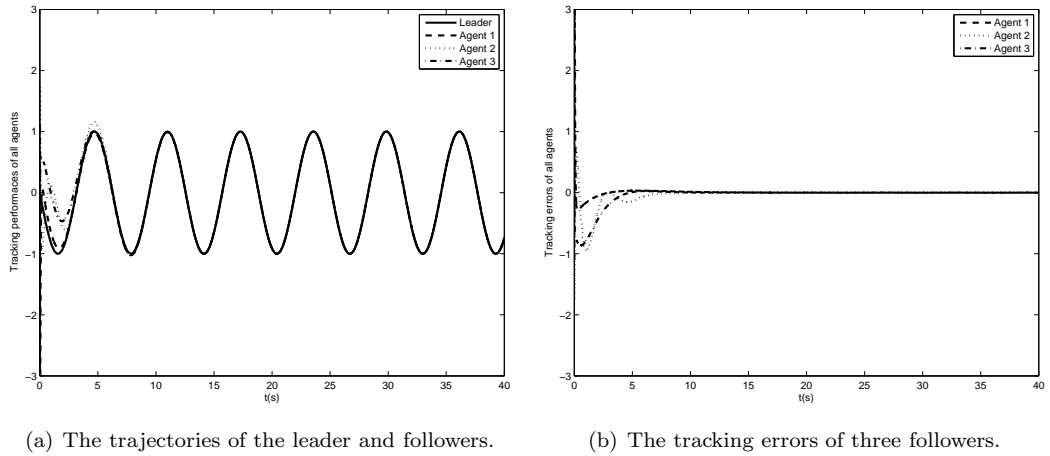 3
2
1
0
−1
−2
−3
Tracking performaces of all agents
Leader
Agent 1
Agent 2
Agent 3
0 5 10 15 20 25 30 35 40
t(s)
(a) The trajectories of the leader and followers.
3
2
1
0
−1
−2
−3
Tracking errors of all agents
Agent 1
Agent 2
Agent 3
0 5 10 15 20 25 30 35 40
t(s)
(b) The tracking errors of three followers.